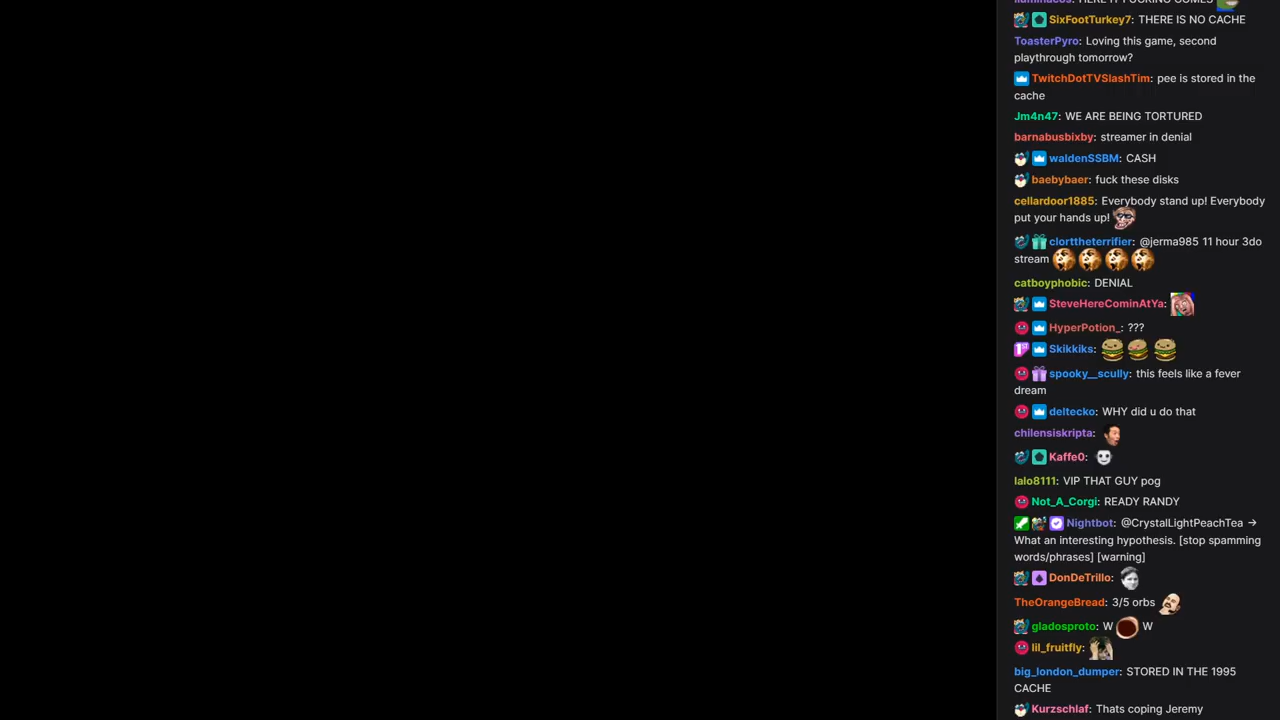 SixFootTurkey7: THERE IS NO CACHE
ToasterPyro: Loving this game, second
playthrough tomorrow?
TwitchDotTVSlashTim: pee is stored in the
cache
Jm4n47: WE ARE BEING TORTURED
barnabusbixby: streamer in denial
waldenSSBM: CASH
baebybaer: fuck these disks
cellardoor1885: Everybody stand up! Everybody
put your hands up!
clorttheterrifier: @jerma985 11 hour 3do
stream
catboyphobic: DENIAL
SteveHereCominAtYa:
HyperPotion_: ???
Skikkiks:
spooky__scully: this feels like a fever
dream
deltecko: WHY did u do that
chilensiskripta:
Kaffe0:
lalo8111: VIP THAT GUY pog
Not_A_Corgi: READY RANDY
Nightbot: @CrystalLightPeachTea →
What an interesting hypothesis. [stop spamming
words/phrases] [warning]
DonDeTrillo:
TheOrangeBread: 3/5 orbs
gladosproto: W W
lil_fruitfly:
big_london_dumper: STORED IN THE 1995
CACHE
Kurzschlaf: Thats coping Jeremy